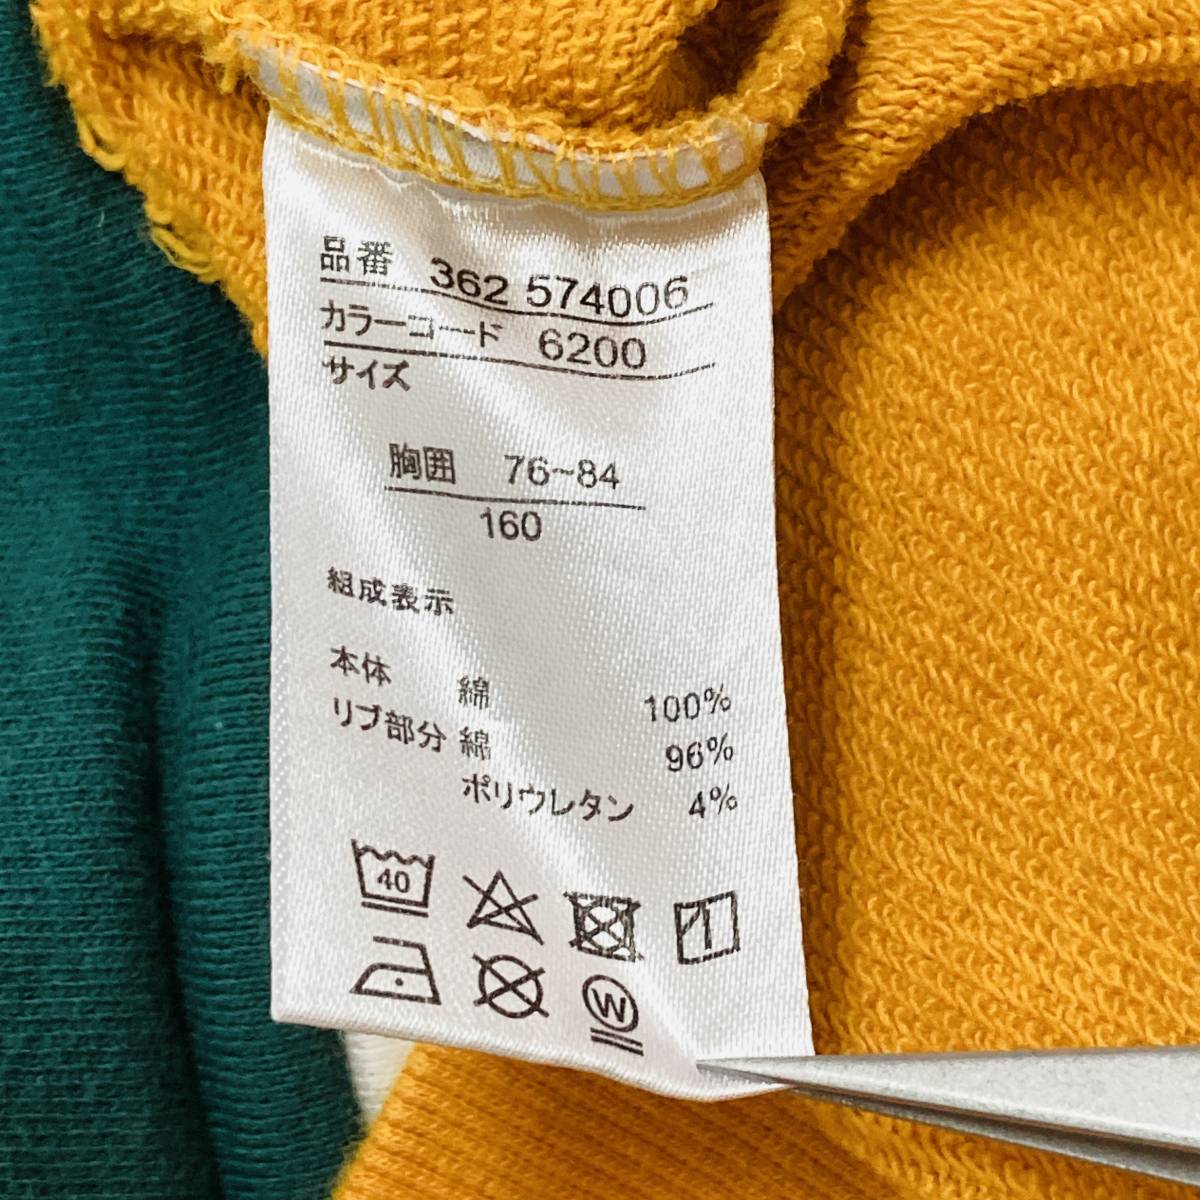 品番 362 574006
カラーコード 6200
サイズ
胸囲 76~84
160
組成表示
本体 綿 100%
リブ部分 綿 96%
ポリウレタン 4%
40
W